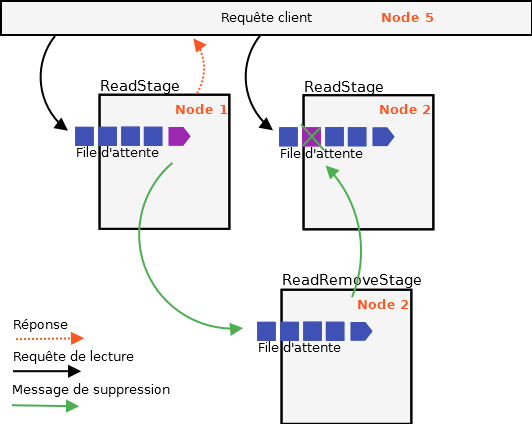 Requête client Node 5
ReadStage
Node 1
File d'attente
ReadStage
Node 2
File d'attente
ReadRemoveStage
Node 2
File d'attente
Réponse
Requête de lecture
Message de suppression